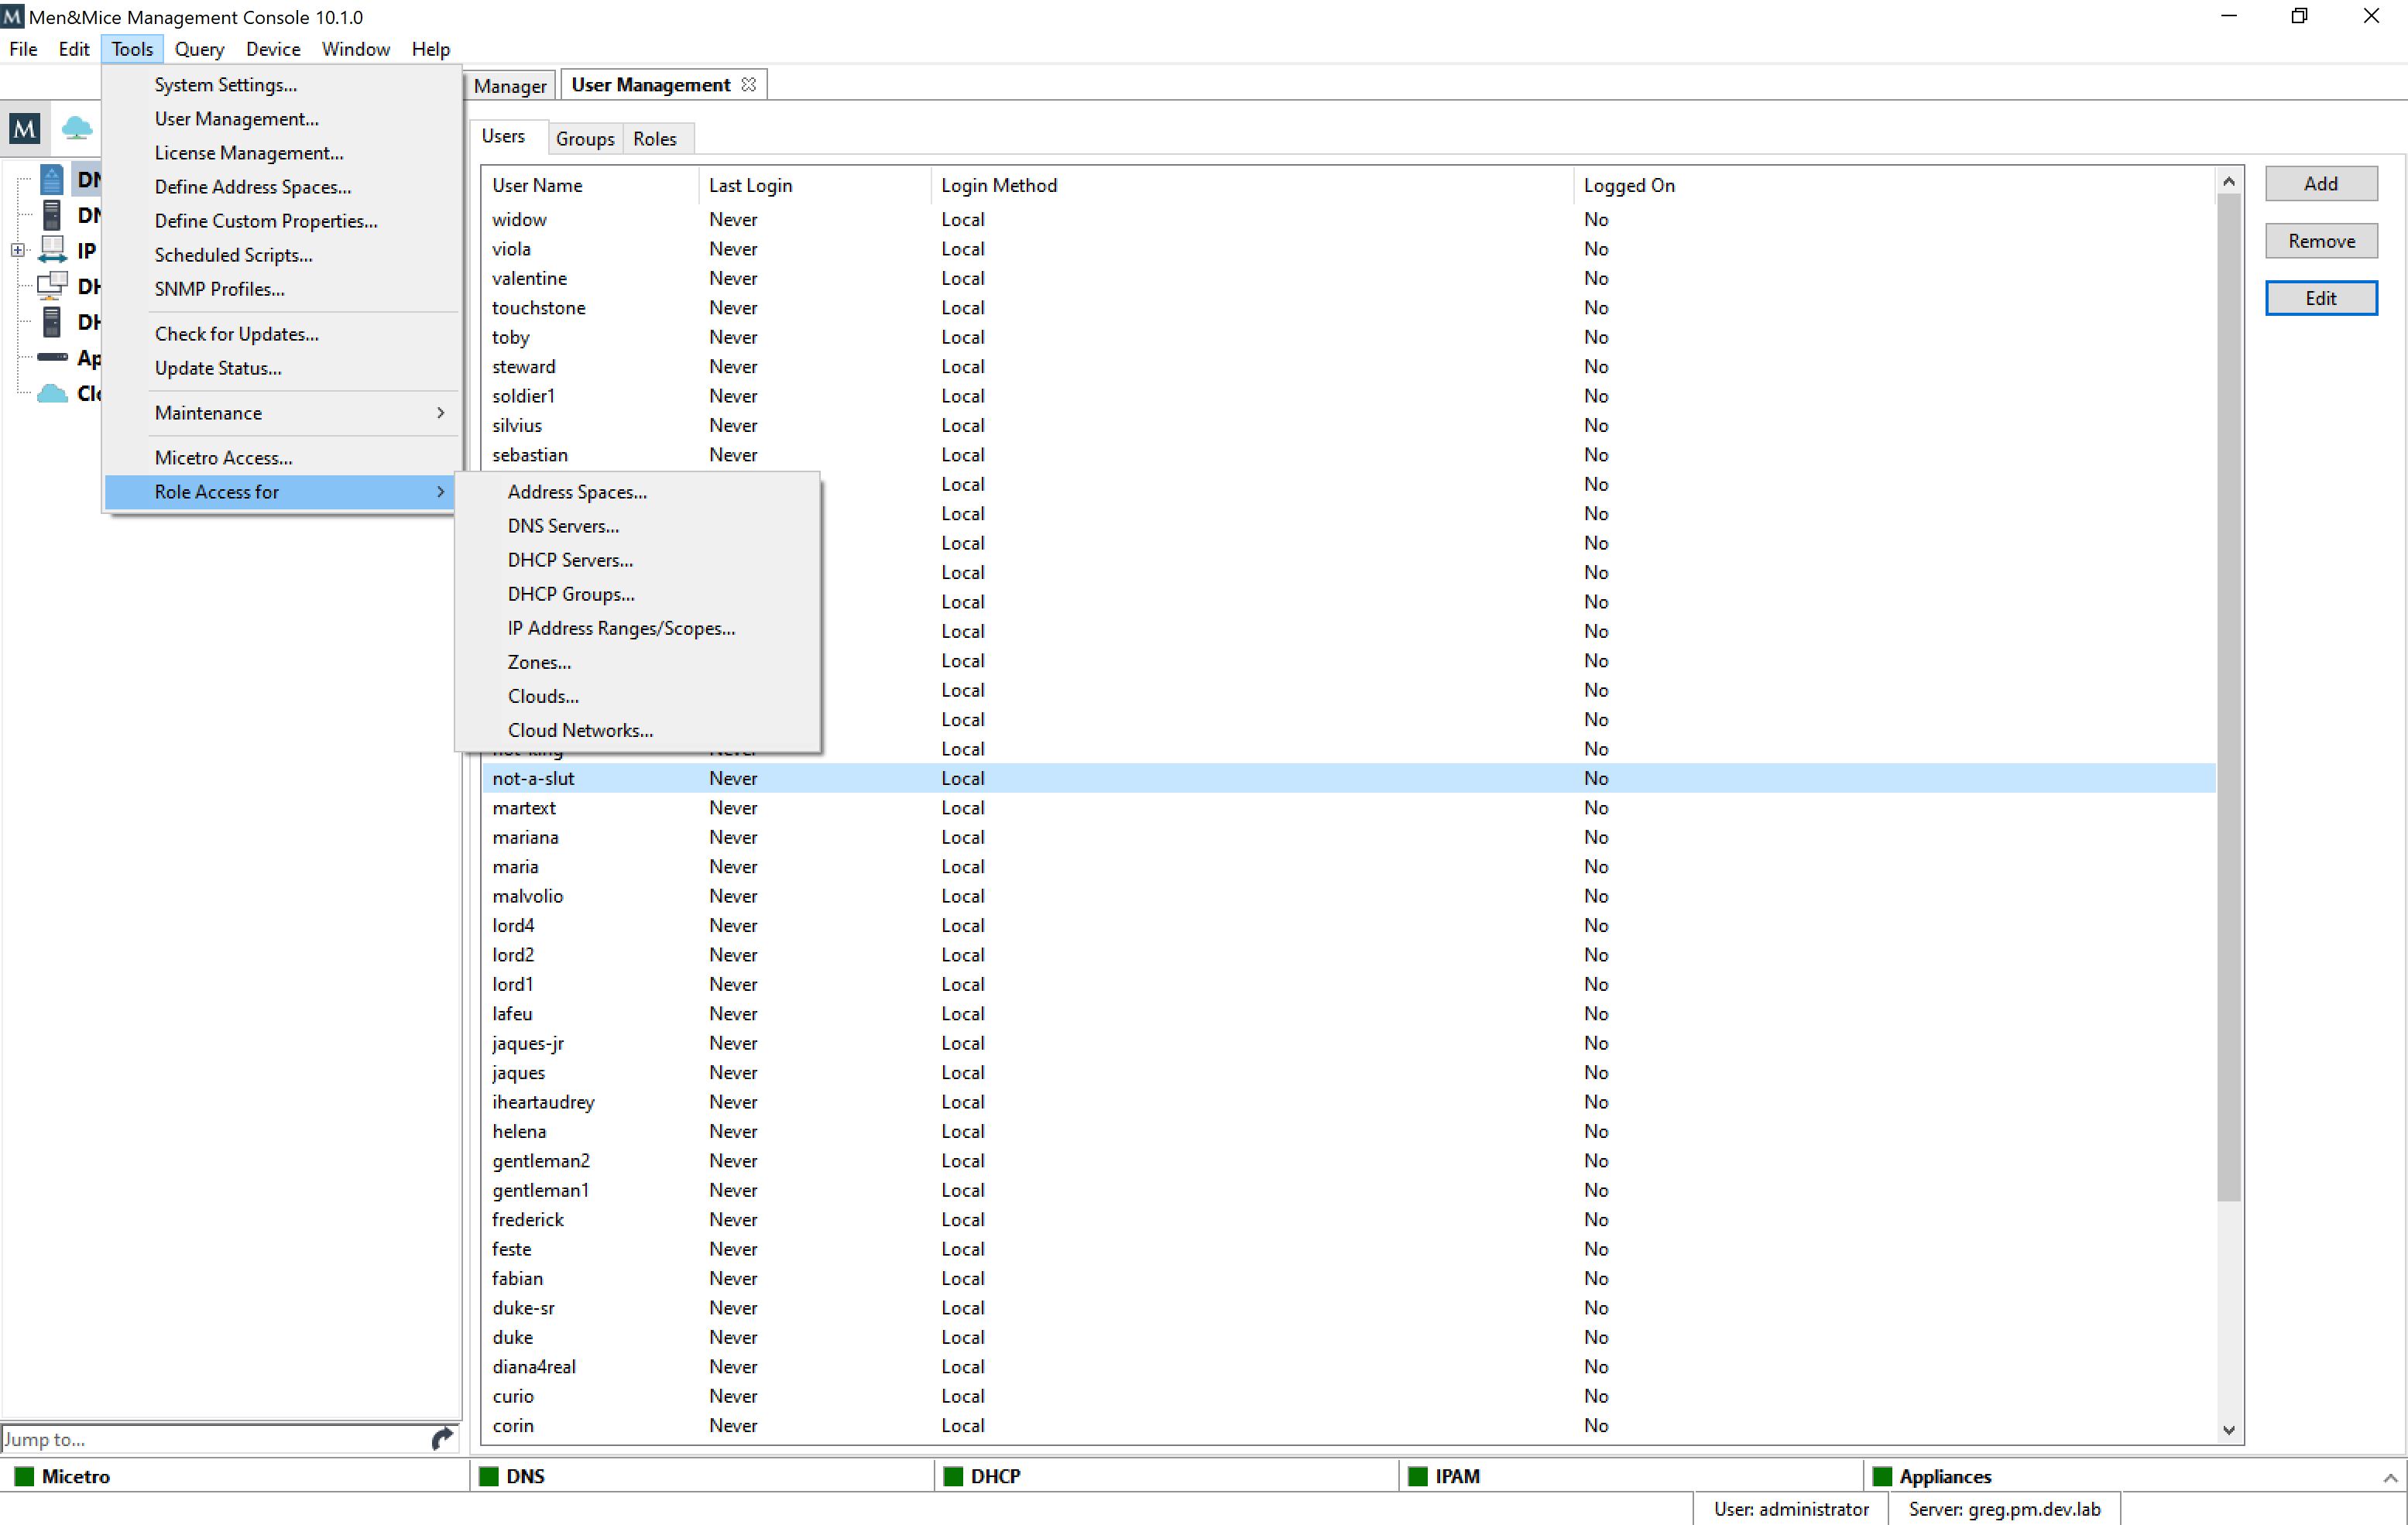 Men&Mice Management Console 10.1.0
File Edit Tools Query Device Window Help
System Settings...
User Management...
License Management...
Define Address Spaces...
Define Custom Properties...
Scheduled Scripts...
SNMP Profiles...
Check for Updates...
Update Status...
Maintenance
Micetro Access...
Role Access for
Address Spaces...
DNS Servers...
DHCP Servers...
DHCP Groups...
IP Address Ranges/Scopes...
Zones...
Clouds...
Cloud Networks...
M
IP
Manager User Management
Users Groups Roles
User Name Last Login Login Method Logged On
widow Never Local No
viola Never Local No
valentine Never Local No
touchstone Never Local No
toby Never Local No
steward Never Local No
soldier1 Never Local No
silvius Never Local No
sebastian Never Local No
Local No
Local No
Local No
Local No
Local No
Local No
Local No
Local No
Local No
Local No
not-a-slut Never Local No
martext Never Local No
mariana Never Local No
maria Never Local No
malvolio Never Local No
lord4 Never Local No
lord2 Never Local No
lord1 Never Local No
lafeu Never Local No
jaques-jr Never Local No
jaques Never Local No
iheartaudrey Never Local No
helena Never Local No
gentleman2 Never Local No
gentleman1 Never Local No
frederick Never Local No
feste Never Local No
fabian Never Local No
duke-sr Never Local No
duke Never Local No
diana4real Never Local No
curio Never Local No
corin Never Local No
Add
Remove
Edit
Jump to...
Micetro DNS DHCP IPAM Appliances
User: administrator Server: greg.pm.dev.lab